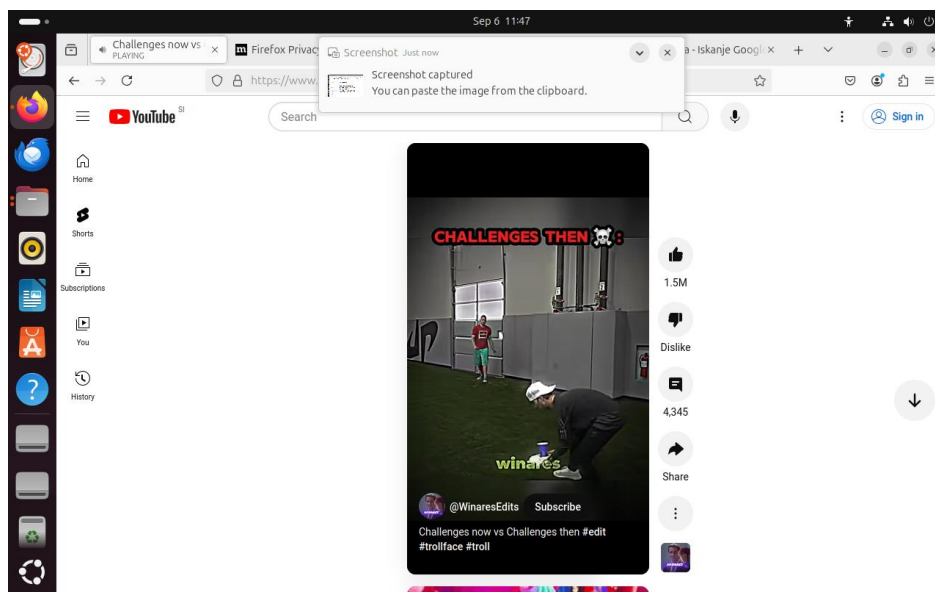 Sep 6 11:47
Challenges now vs
PLAYING
Firefox Privac
a - Iskanje Googl
Screenshot Just now
Screenshot captured
You can paste the image from the clipboard.
https://www.
YouTube SI
Search
Sign in
Home
Shorts
Subscriptions
You
History
CHALLENGES THEN ☠️:
winares
@WinaresEdits Subscribe
Challenges now vs Challenges then #edit
#trollface #troll
1.5M
Dislike
4,345
Share